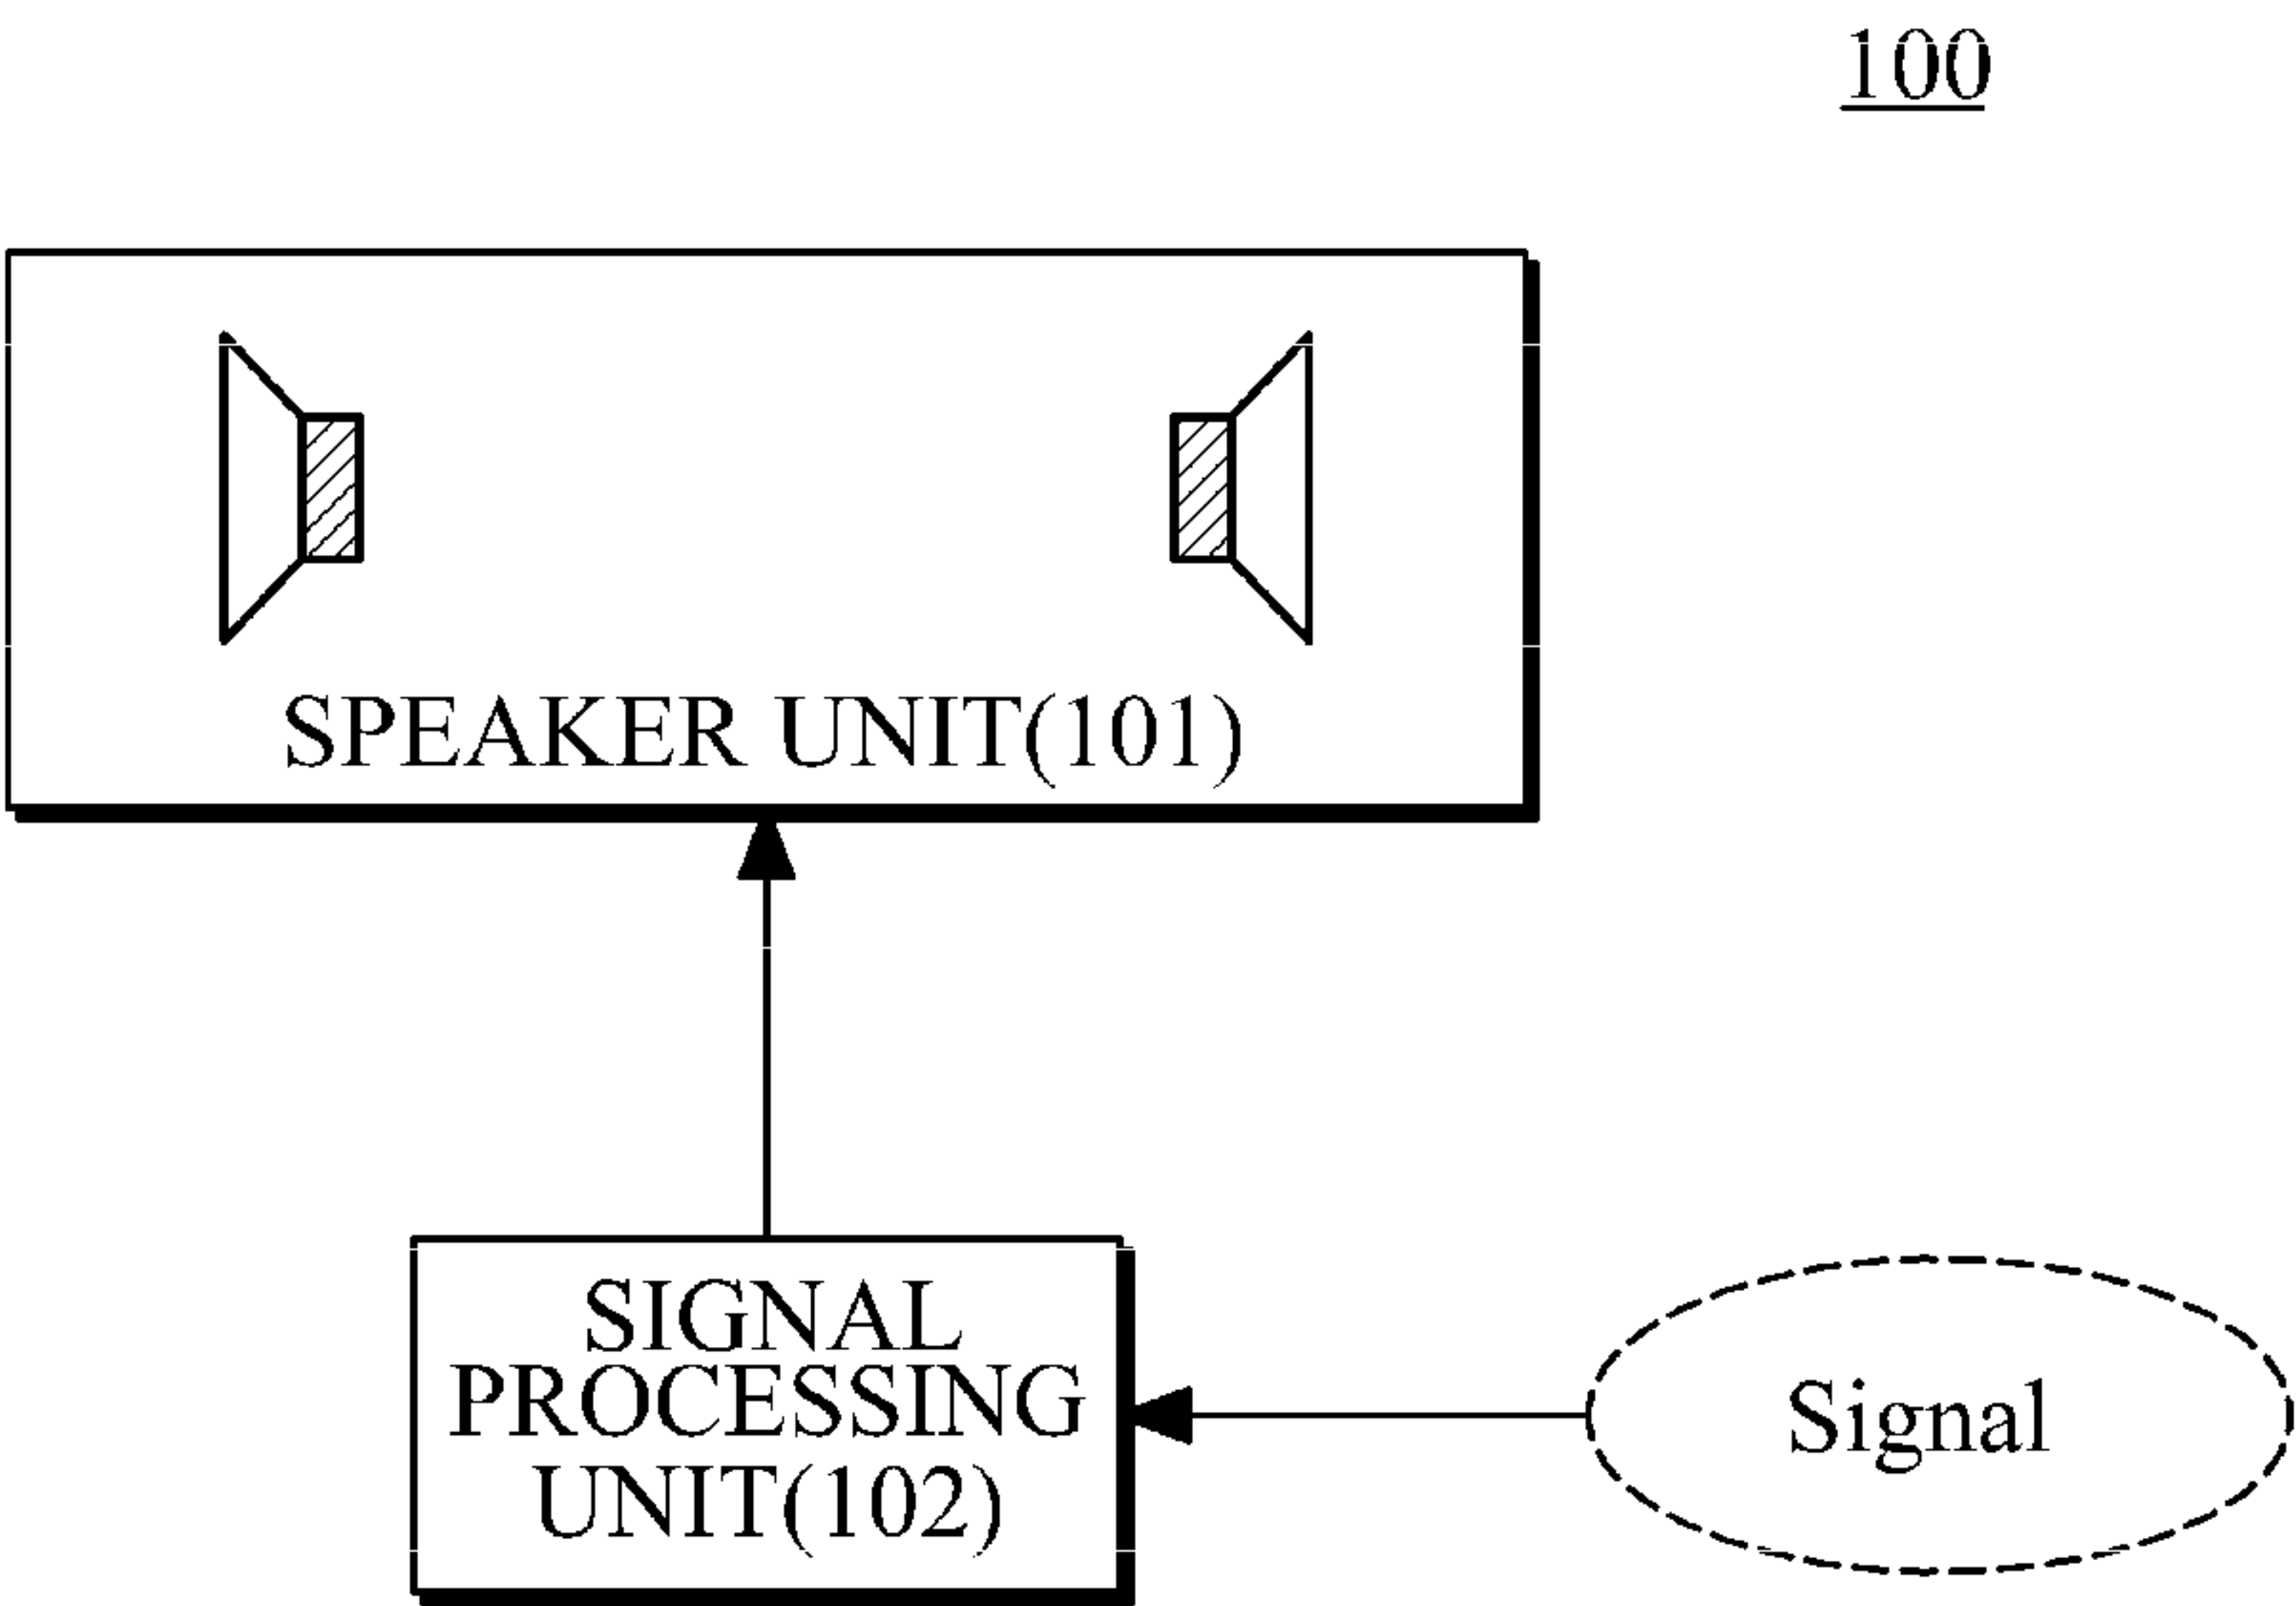 100
SPEAKER UNIT(101)
SIGNAL
PROCESSING
UNIT(102)
Signal